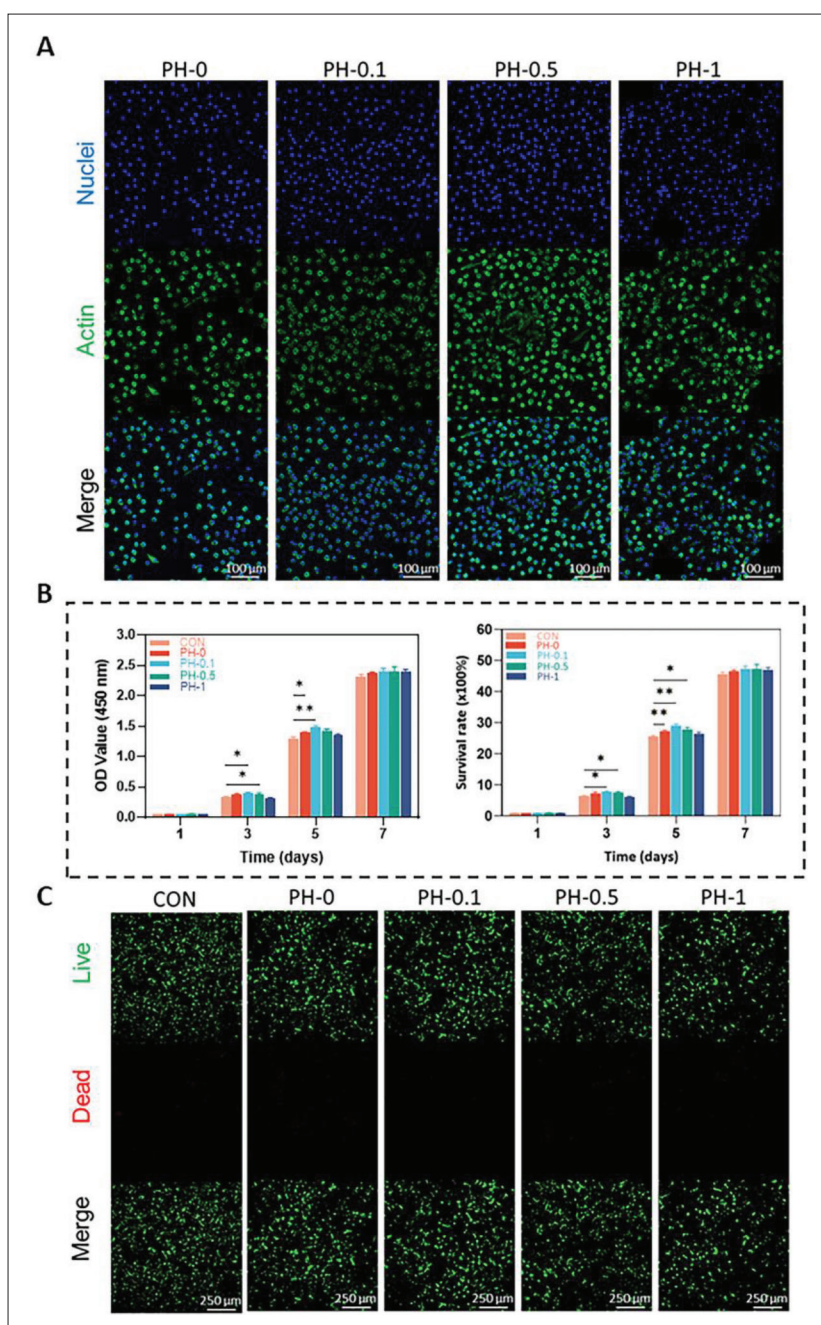 A
PH-0 PH-0.1 PH-0.5 PH-1
Nuclei
Actin
Merge
100 µm 100 µm 100 µm 100 µm
B
OD Value (450 nm)
3.0
2.5
2.0
1.5
1.0
0.5
0.0
CON
PH-0
PH-0.1
PH-0.5
PH-1
*
*
*
**
1 3 5 7
Time (days)
Survival rate (x100%)
60
50
40
30
20
10
0
CON
PH-0
PH-0.1
PH-0.5
PH-1
*
*
*
**
**
1 3 5 7
Time (days)
C
CON PH-0 PH-0.1 PH-0.5 PH-1
Live
Dead
Merge
250 µm 250 µm 250 µm 250 µm 250 µm